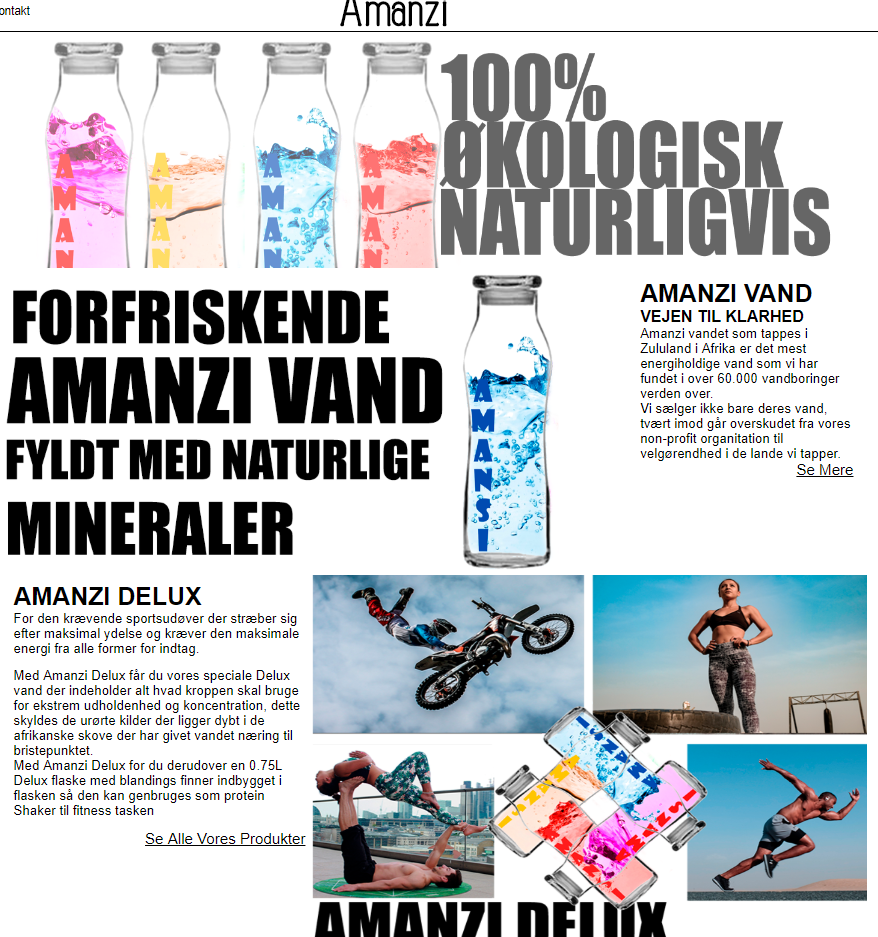 ontakt
Amanzi
AMAN
AMAN
AMAN
AMAN
100%
ØKOLOGISK
NATURLIGVIS
FORFRISKENDE
AMANZI VAND
FYLDT MED NATURLIGE
MINERALER
AMANSI
AMANZI VAND
VEJEN TIL KLARHED
Amanzi vandet som tappes i
Zululand i Afrika er det mest
energiholdige vand som vi har
fundet i over 60.000 vandboringer
verden over.
Vi sælger ikke bare deres vand,
tvært imod går overskudet fra vores
non-profit organitation til
velgørendhed i de lande vi tapper.
Se Mere
AMANZI DELUX
For den krævende sportsudøver der stræber sig
efter maksimal ydelse og kræver den maksimale
energi fra alle former for indtag.
Med Amanzi Delux får du vores speciale Delux
vand der indeholder alt hvad kroppen skal bruge
for ekstrem udholdenhed og koncentration, dette
skyldes de urørte kilder der ligger dybt i de
afrikanske skove der har givet vandet næring til
bristepunktet.
Med Amanzi Delux for du derudover en 0.75L
Delux flaske med blandings finner indbygget i
flasken så den kan genbruges som protein
Shaker til fitness tasken
Se Alle Vores Produkter
AMANSI
AMANSI
AMANSI
AMANSI
AMANZI DELUX